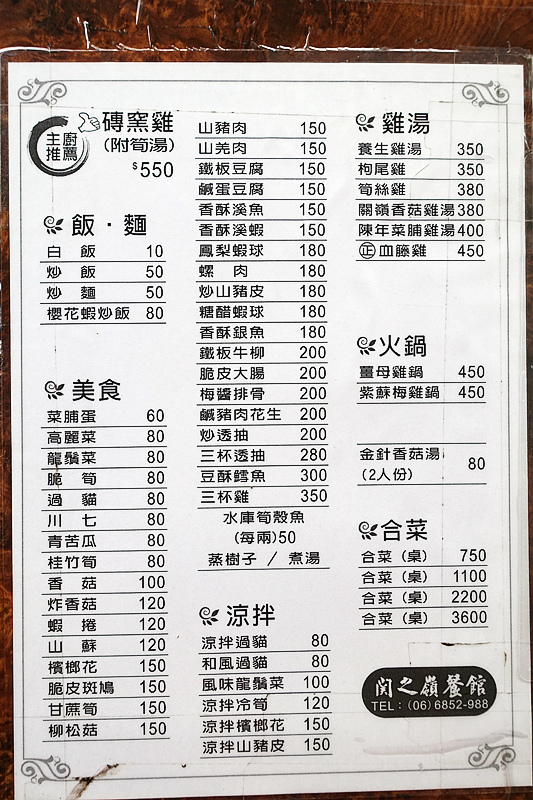 主廚
推薦
磚窯雞
(附筍湯)
$550
飯・麵
白 飯 10
炒 飯 50
炒 麵 50
櫻花蝦炒飯 80
美食
菜脯蛋 60
高麗菜 80
龍鬚菜 80
脆 筍 80
過 貓 80
川 七 80
青苦瓜 80
桂竹筍 80
香 菇 100
炸香菇 120
蝦 捲 120
山 蘇 120
檳榔花 150
脆皮斑鳩 150
甘蔗筍 150
柳松菇 150
山豬肉 150
山羌肉 150
鐵板豆腐 150
鹹蛋豆腐 150
香酥溪魚 150
香酥溪蝦 150
鳳梨蝦球 180
螺 肉 180
炒山豬皮 180
糖醋蝦球 180
香酥銀魚 180
鐵板牛柳 200
脆皮大腸 200
梅醬排骨 200
鹹豬肉花生 200
炒透抽 200
三杯透抽 280
豆酥鱈魚 300
三杯雞 350
水庫筍殼魚
(每兩)50
蒸樹子 / 煮湯
涼拌
涼拌過貓 80
和風過貓 80
風味龍鬚菜 100
涼拌冷筍 120
涼拌檳榔花 150
涼拌山豬皮 150
雞湯
養生雞湯 350
枸尾雞 350
筍絲雞 380
關嶺香菇雞湯 380
陳年菜脯雞湯 400
㊣血藤雞 450
火鍋
薑母雞鍋 450
紫蘇梅雞鍋 450
金針香菇湯 80
(2人份)
合菜
合菜 (桌) 750
合菜 (桌) 1100
合菜 (桌) 2200
合菜 (桌) 3600
関之嶺餐館
TEL：(06)6852-988